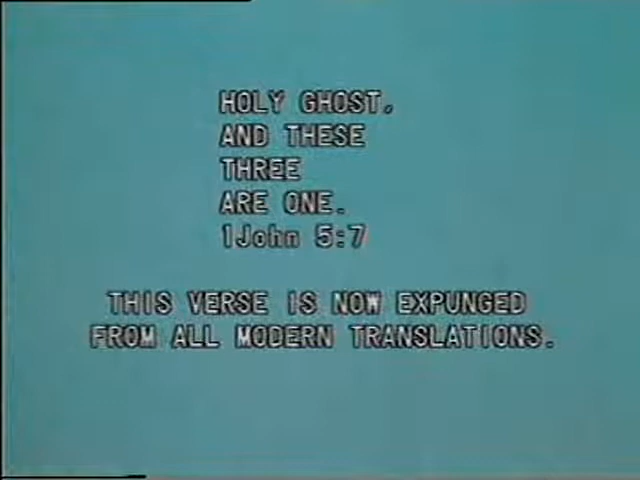 HOLY GHOST.
AND THESE
THREE
ARE ONE.
1John 5:7
THIS VERSE IS NOW EXPUNGED
FROM ALL MODERN TRANSLATIONS.